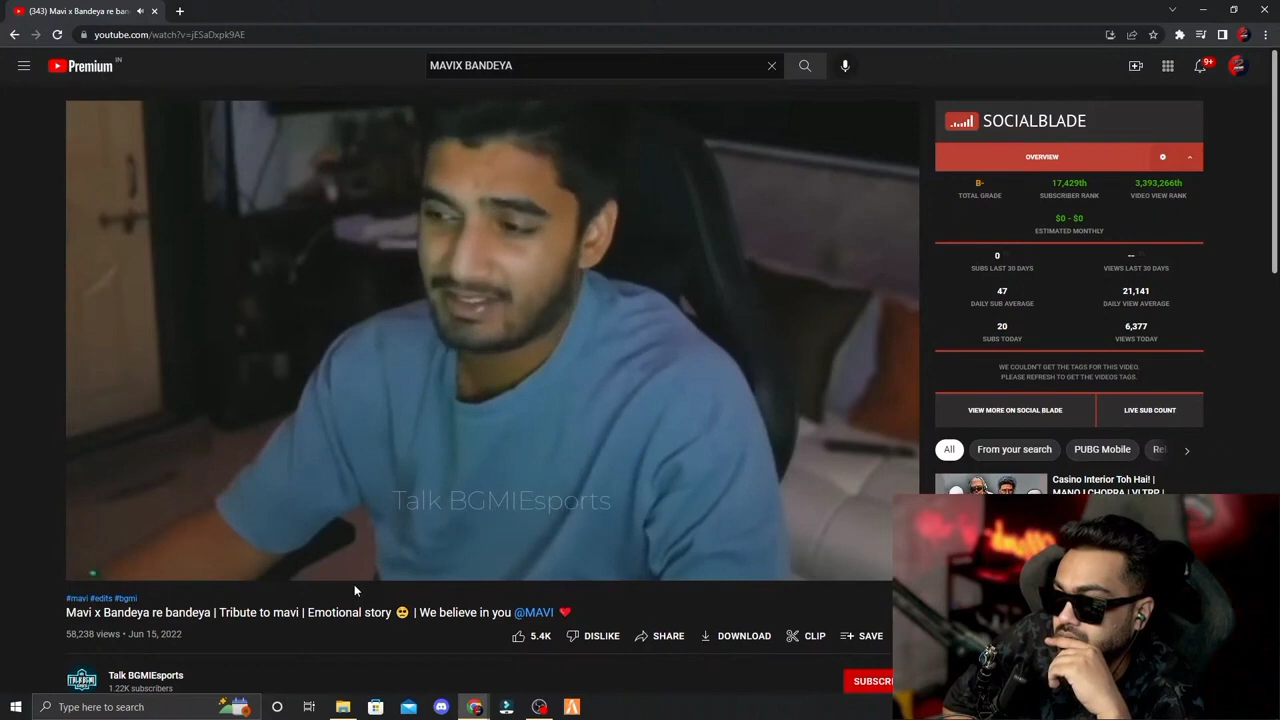 (343) Mavi x Bandeya re ban
youtube.com/watch?v=jESaDxpk9AE
Premium IN
MAVIX BANDEYA
9+
SOCIALBLADE
OVERVIEW
B-
17,429th
3,393,266th
TOTAL GRADE
SUBSCRIBER RANK
VIDEO VIEW RANK
$0 - $0
ESTIMATED MONTHLY
0
--
SUBS LAST 30 DAYS
VIEWS LAST 30 DAYS
47
21,141
DAILY SUB AVERAGE
DAILY VIEW AVERAGE
20
6,377
SUBS TODAY
VIEWS TODAY
WE COULDN'T GET THE TAGS FOR THIS VIDEO.
PLEASE REFRESH TO GET THE VIDEOS TAGS.
VIEW MORE ON SOCIAL BLADE
LIVE SUB COUNT
All
From your search
PUBG Mobile
Rel
Casino Interior Toh Hai! |
Talk BGMIEsports
#mavi #edits #bgmi
Mavi x Bandeya re bandeya | Tribute to mavi | Emotional story 😔 | We believe in you @MAVI ❤️
58,238 views • Jun 15, 2022
5.4K
DISLIKE
SHARE
DOWNLOAD
CLIP
SAVE
Talk BGMIEsports
1.22K subscribers
SUBSCRI
Type here to search